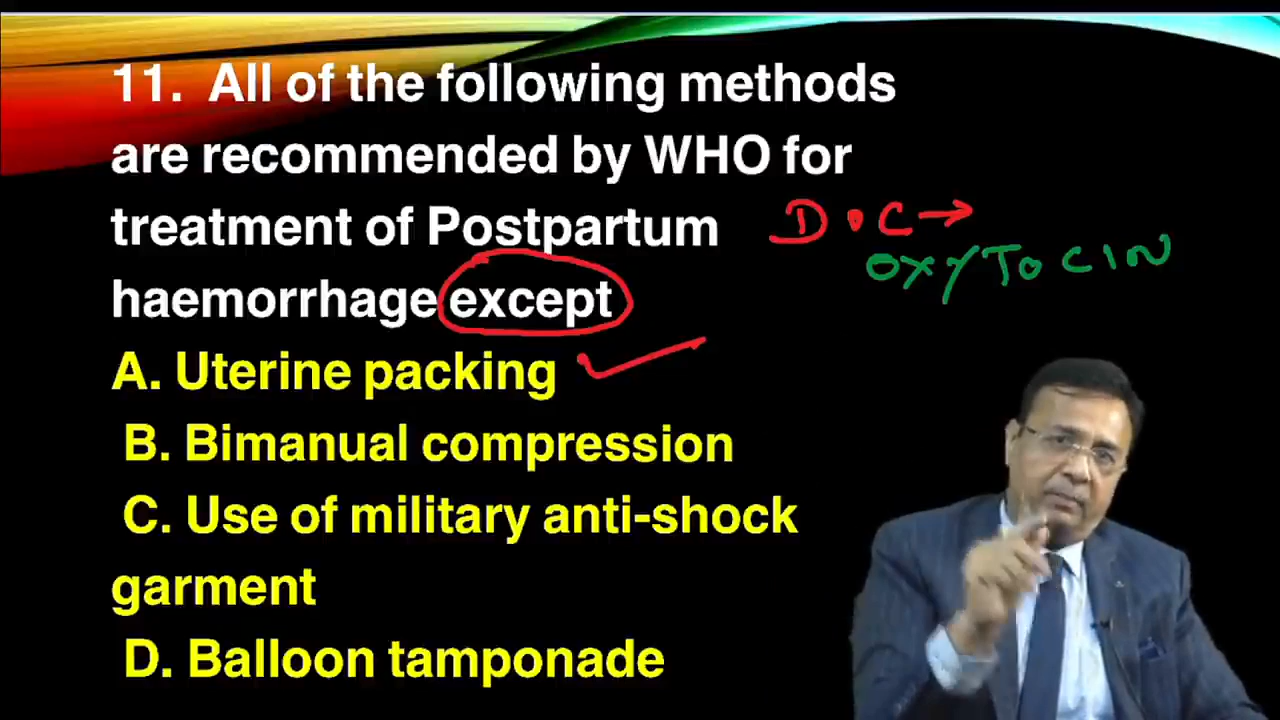 11. All of the following methods
are recommended by WHO for
treatment of Postpartum
haemorrhage except
D.C→
OXYTOCIN
A. Uterine packing
B. Bimanual compression
C. Use of military anti-shock
garment
D. Balloon tamponade